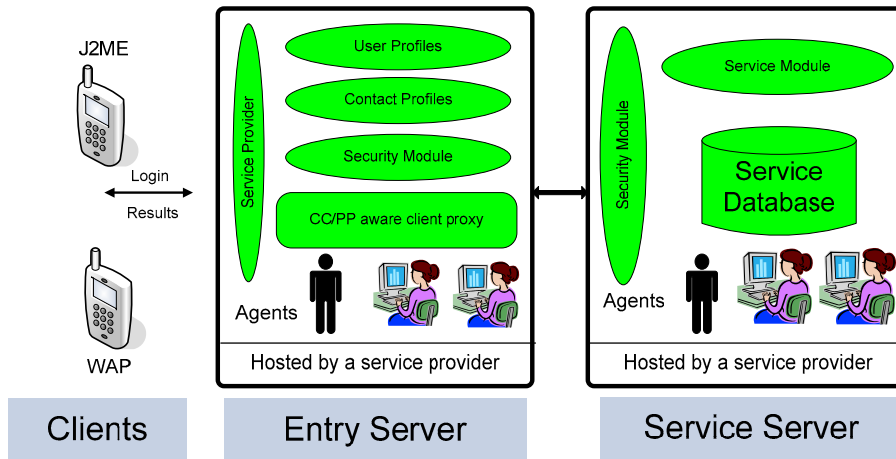 J2ME
Login
Results
WAP
Clients
Service Provider
User Profiles
Contact Profiles
Security Module
CC/PP aware client proxy
Agents
Hosted by a service provider
Entry Server
Security Module
Service Module
Service
Database
Agents
Hosted by a service provider
Service Server